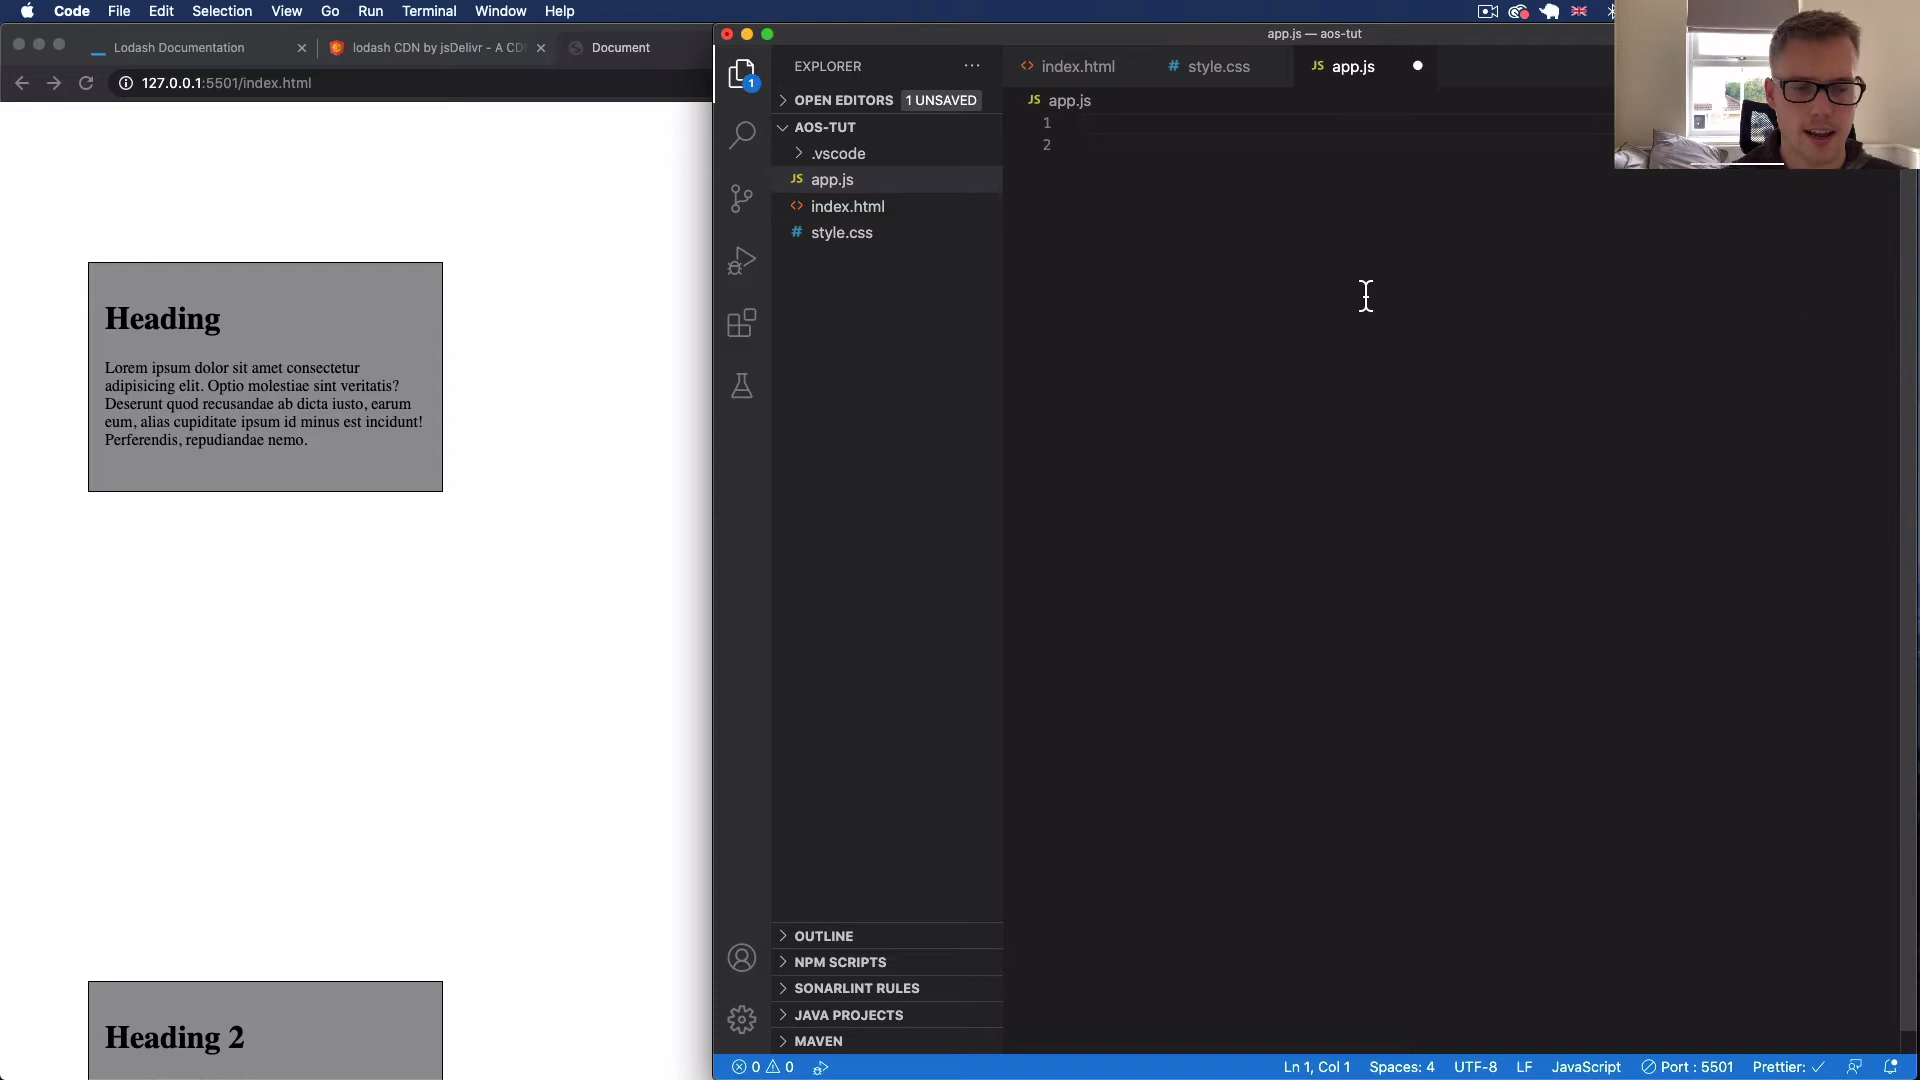 Code File Edit Selection View Go Run Terminal Window Help
Lodash Documentation
lodash CDN by jsDelivr - A CD
Document
127.0.0.1:5501/index.html
Heading
Lorem ipsum dolor sit amet consectetur
adipisicing elit. Optio molestiae sint veritatis?
Deserunt quod recusandae ab dicta iusto, earum
eum, alias cupiditate ipsum id minus est incidunt!
Perferendis, repudiandae nemo.
Heading 2
app.js — aos-tut
1
EXPLORER
OPEN EDITORS 1 UNSAVED
AOS-TUT
.vscode
JS app.js
index.html
# style.css
OUTLINE
NPM SCRIPTS
SONARLINT RULES
JAVA PROJECTS
MAVEN
index.html
# style.css
JS app.js
JS app.js
1
2
0 0
Ln 1, Col 1 Spaces: 4 UTF-8 LF JavaScript Port : 5501 Prettier: